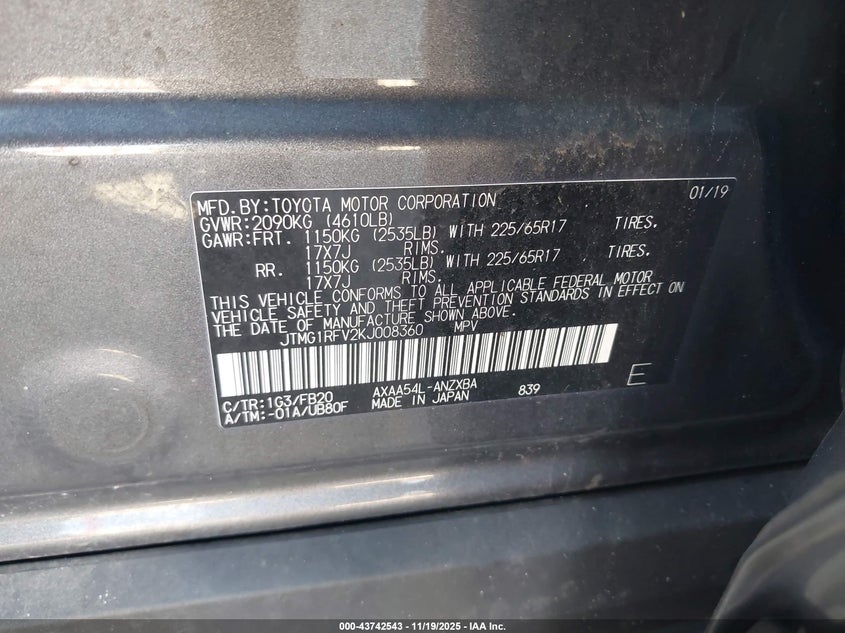 MFD.BY:TOYOTA MOTOR CORPORATION 01/19
GVWR:2090KG (4610LB)
GAWR:FRT. 1150KG (2535LB) WITH 225/65R17 TIRES.
17X7J RIMS.
RR. 1150KG (2535LB) WITH 225/65R17 TIRES.
17X7J RIMS.
THIS VEHICLE CONFORMS TO ALL APPLICABLE FEDERAL MOTOR
VEHICLE SAFETY AND THEFT PREVENTION STANDARDS IN EFFECT ON
THE DATE OF MANUFACTURE SHOWN ABOVE.
JTMG1RFV2KJ008360 MPV
C/TR:1G3/FB20 AXAA54L-ANZXBA 839 E
A/TM:-01A/UB80F MADE IN JAPAN
000-43742543 - 11/19/2025 - IAA Inc.